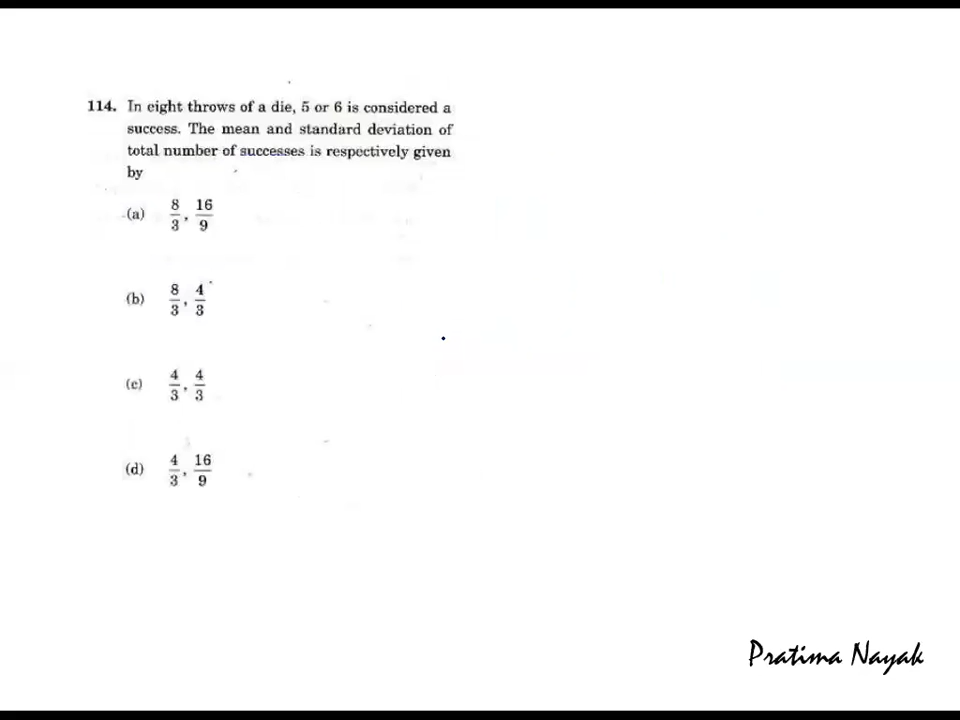 114. In eight throws of a die, 5 or 6 is considered a
success. The mean and standard deviation of
total number of successes is respectively given
by
(a) 8/3, 16/9
(b) 8/3, 4/3
(c) 4/3, 4/3
(d) 4/3, 16/9
Pratima Nayak